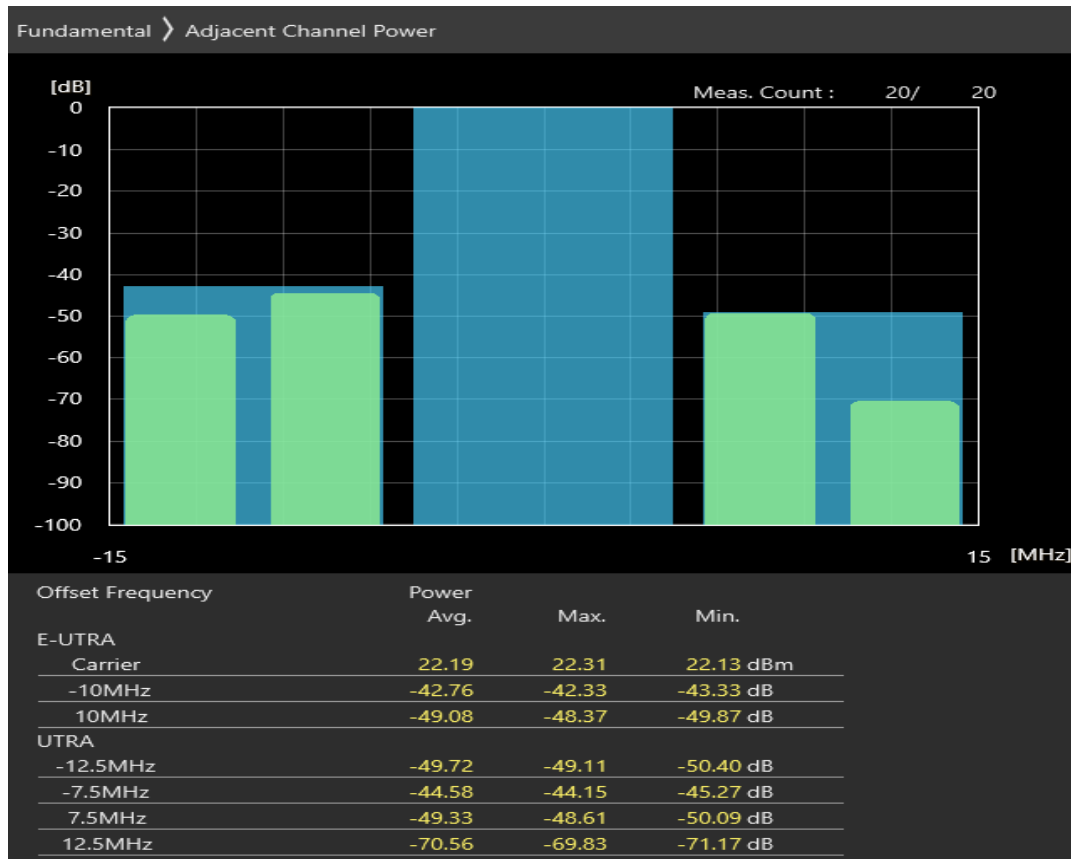 Fundamental 〉 Adjacent Channel Power
[dB]
Meas. Count : 20/ 20
0
-10
-20
-30
-40
-50
-60
-70
-80
-90
-100
-15 15 [MHz]
Offset Frequency Power
Avg. Max. Min.
E-UTRA
Carrier 22.19 22.31 22.13 dBm
-10MHz -42.76 -42.33 -43.33 dB
10MHz -49.08 -48.37 -49.87 dB
UTRA
-12.5MHz -49.72 -49.11 -50.40 dB
-7.5MHz -44.58 -44.15 -45.27 dB
7.5MHz -49.33 -48.61 -50.09 dB
12.5MHz -70.56 -69.83 -71.17 dB